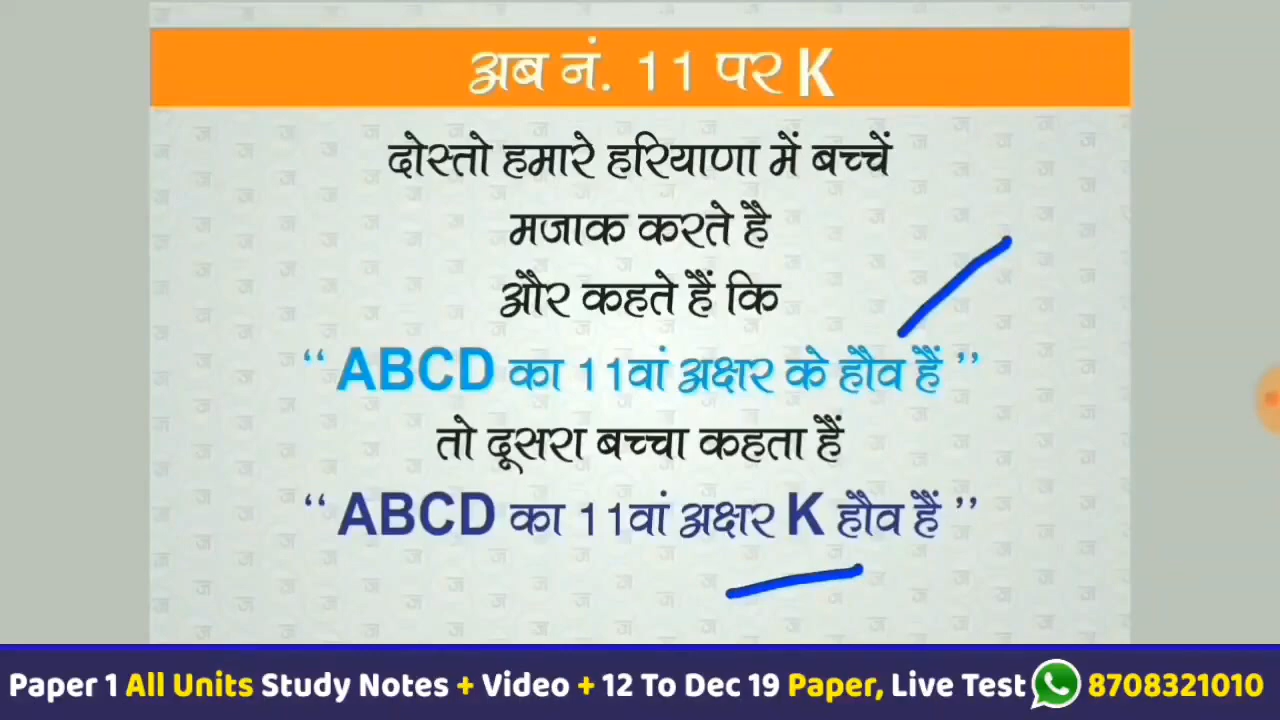 अब नं. 11 पर K
दोस्तो हमारे हरियाणा में बच्चें
मजाक करते है
और कहते हैं कि
“ ABCD का 11वां अक्षर के हौव हैं ”
तो दूसरा बच्चा कहता हैं
“ ABCD का 11वां अक्षर K हौव हैं ”
Paper 1 All Units Study Notes + Video + 12 To Dec 19 Paper, Live Test 8708321010